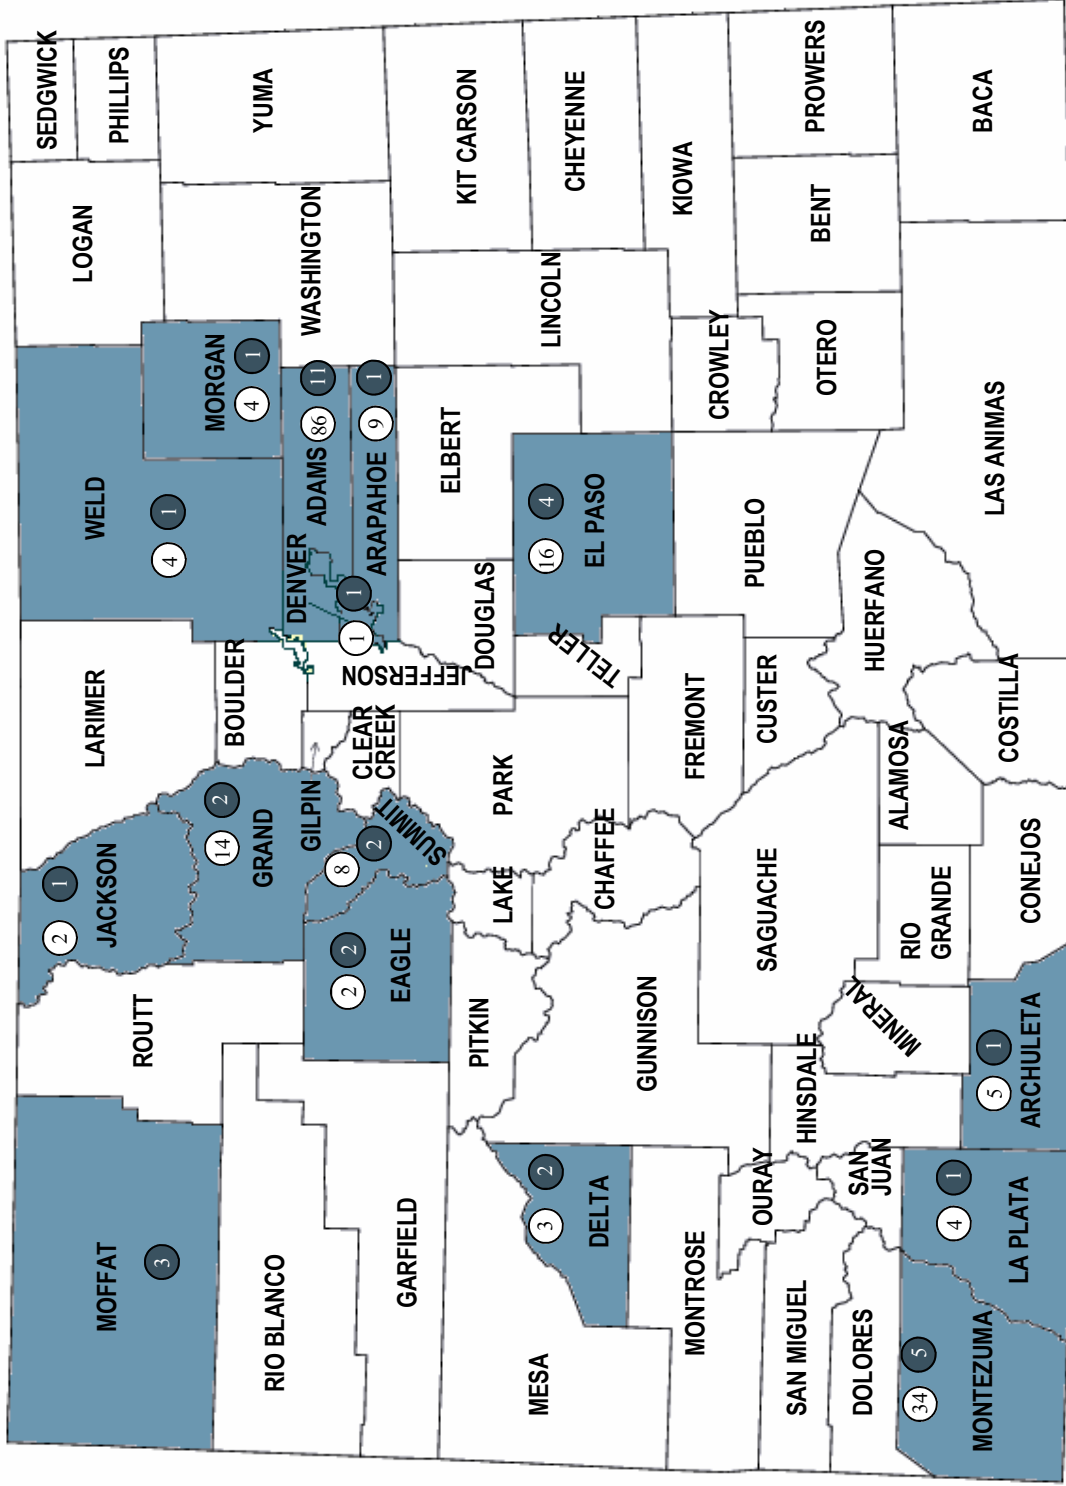 MOFFAT
3
ROUTT
JACKSON
2
1
LARIMER
WELD
4
1
LOGAN
SEDGWICK
PHILLIPS
MORGAN
4
1
RIO BLANCO
GRAND
14
2
BOULDER
GILPIN
WASHINGTON
YUMA
GARFIELD
EAGLE
2
2
SUMMIT
8
2
CLEAR
CREEK
JEFFERSON
DENVER
1
1
ADAMS
86
11
ARAPAHOE
9
1
MESA
PITKIN
LAKE
PARK
DOUGLAS
ELBERT
LINCOLN
KIT CARSON
CHEYENNE
DELTA
3
2
GUNNISON
CHAFFEE
TELLER
EL PASO
16
4
MONTROSE
OURAY
SAGUACHE
FREMONT
CUSTER
PUEBLO
CROWLEY
KIOWA
OTERO
BENT
PROWERS
SAN MIGUEL
HINSDALE
DOLORES
SAN
JUAN
MINERAL
RIO
GRANDE
ALAMOSA
HUERFANO
LAS ANIMAS
BACA
MONTEZUMA
34
5
LA PLATA
4
1
ARCHULETA
5
1
CONEJOS
COSTILLA